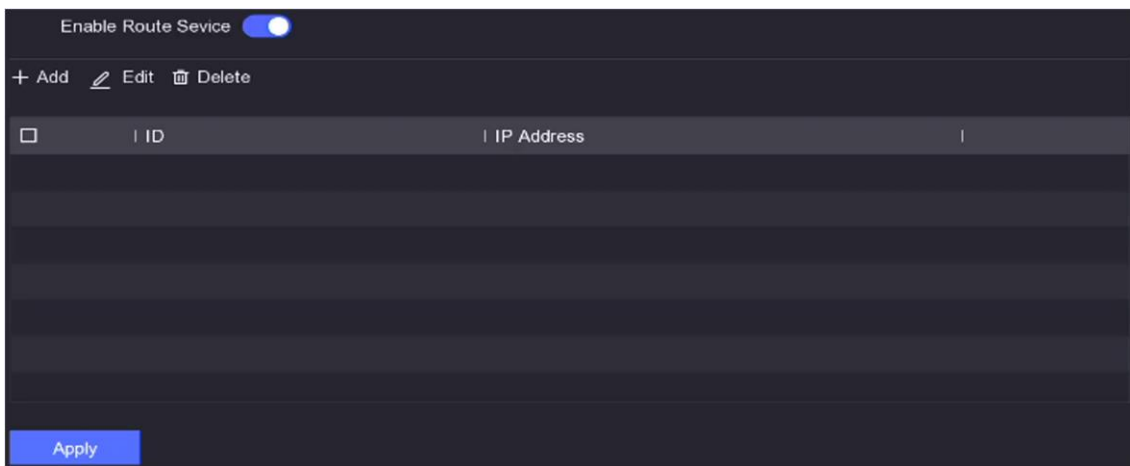 Enable Route Sevice
Add Edit Delete
ID IP Address
Apply